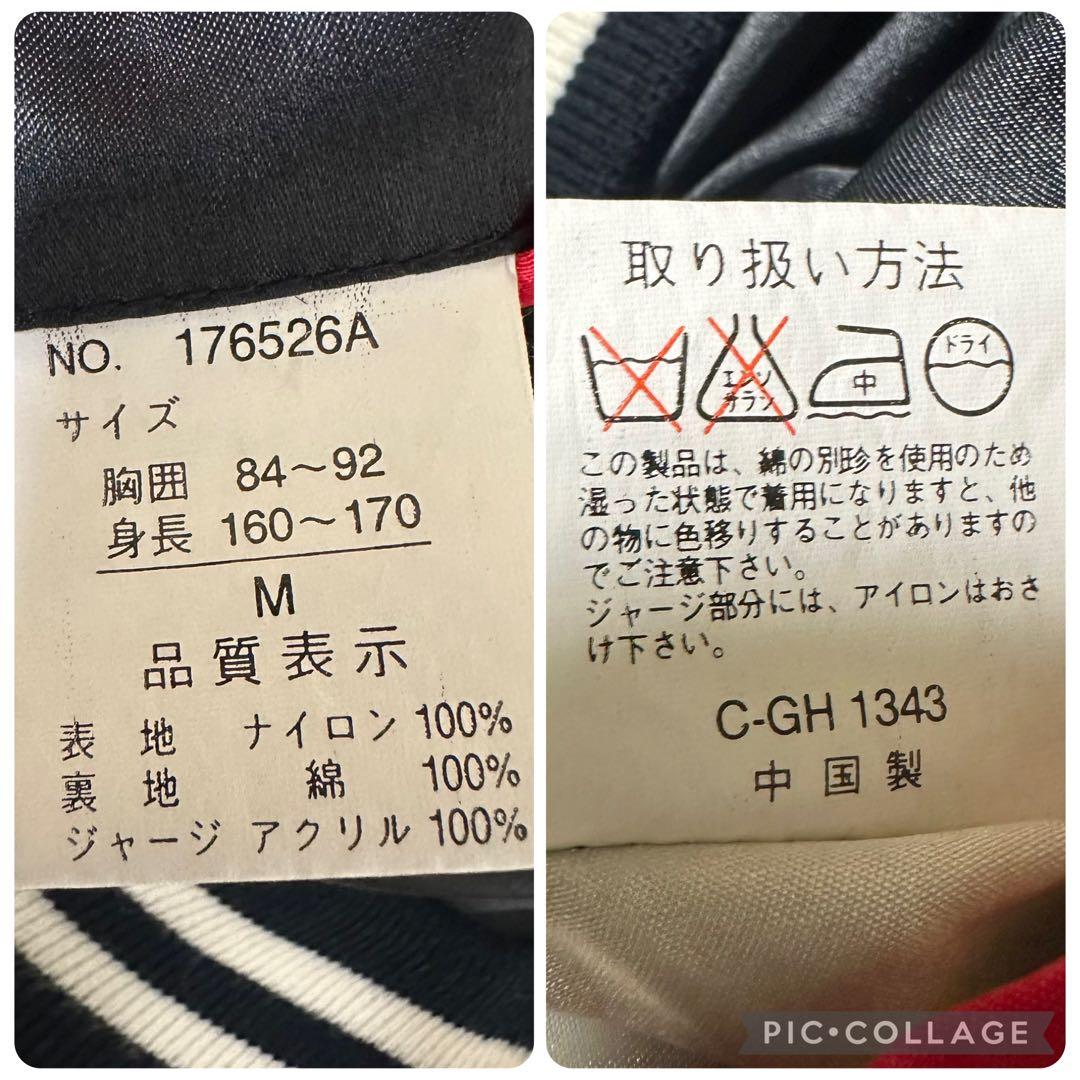 NO. 176526A
サイズ
胸囲 84~92
身長 160~170
M
品質表示
表 地 ナイロン 100%
裏 地 綿 100%
ジャージ アクリル 100%
取り扱い方法
エンソ
サラシ
中
ドライ
この製品は、綿の別珍を使用のため
湿った状態で着用になりますと、他
の物に色移りすることがありますの
でご注意下さい。
ジャージ部分には、アイロンはおさ
け下さい。
C-GH 1343
中国製
PIC•COLLAGE